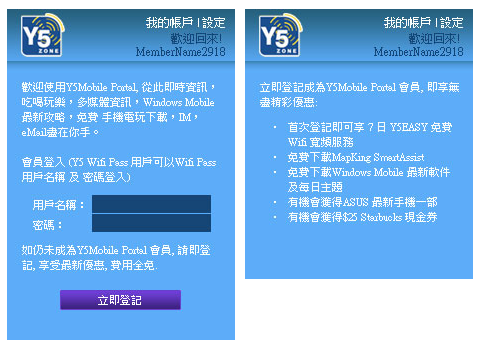 Y5
ZONE
我的帳戶 | 設定
歡迎回來!
MemberName2918
歡迎使用Y5Mobile Portal, 從此即時資訊，
吃喝玩樂，多媒體資訊，Windows Mobile
最新攻略，免費 手機電玩下載，IM，
eMail盡在你手。
會員登入 (Y5 Wifi Pass 用戶可以Wifi Pass
用戶名稱 及 密碼登入)
用戶名稱：
密碼：
如仍未成為Y5Mobile Portal 會員, 請即登
記, 享受最新優惠, 費用全免.
立即登記
Y5
ZONE
我的帳戶 | 設定
歡迎回來!
MemberName2918
立即登記成為Y5Mobile Portal 會員, 即享無
盡精彩優惠:
• 首次登記即可享 7 日 Y5EASY 免費
Wifi 寬頻服務
• 免費下載MapKing SmartAssist
• 免費下載Windows Mobile 最新軟件
及每日主題
• 有機會獲得ASUS 最新手機一部
• 有機會獲得$25 Starbucks 現金券